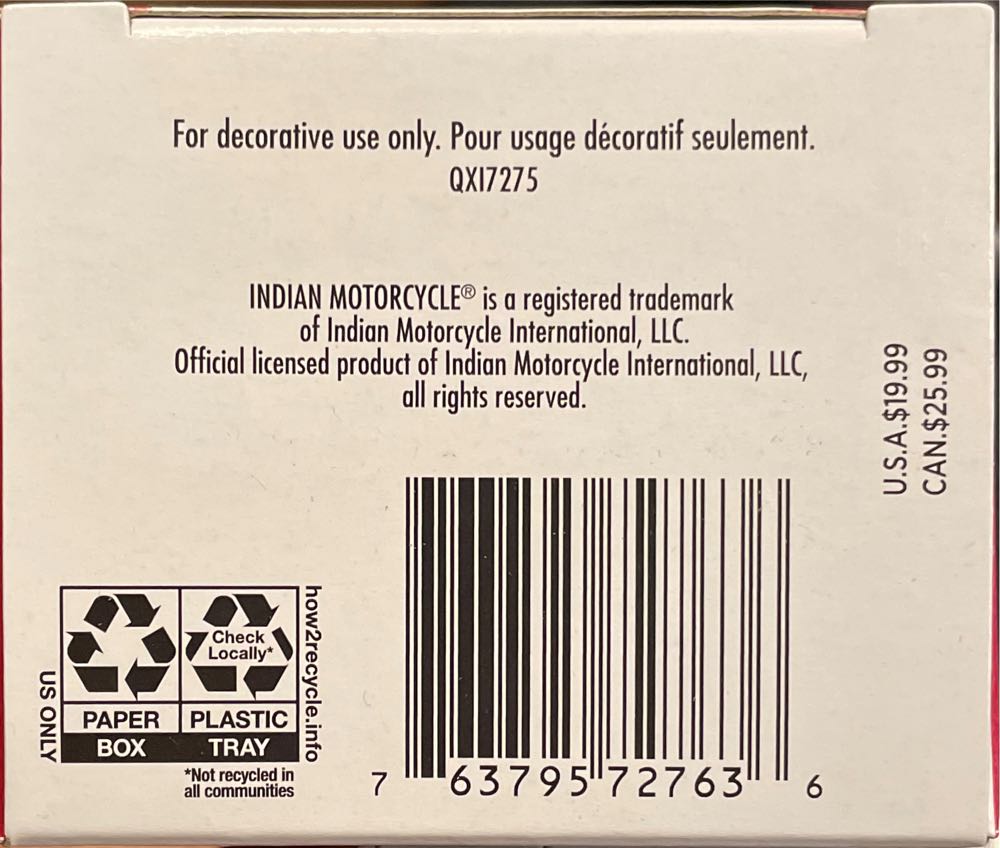 For decorative use only. Pour usage décoratif seulement.
QXI7275
INDIAN MOTORCYCLE® is a registered trademark
of Indian Motorcycle International, LLC.
Official licensed product of Indian Motorcycle International, LLC,
all rights reserved.
U.S.A.$19.99
CAN.$25.99
Check
Locally*
PAPER
PLASTIC
BOX
TRAY
US ONLY
how2recycle.info
*Not recycled in
all communities
7 63795 72763 6